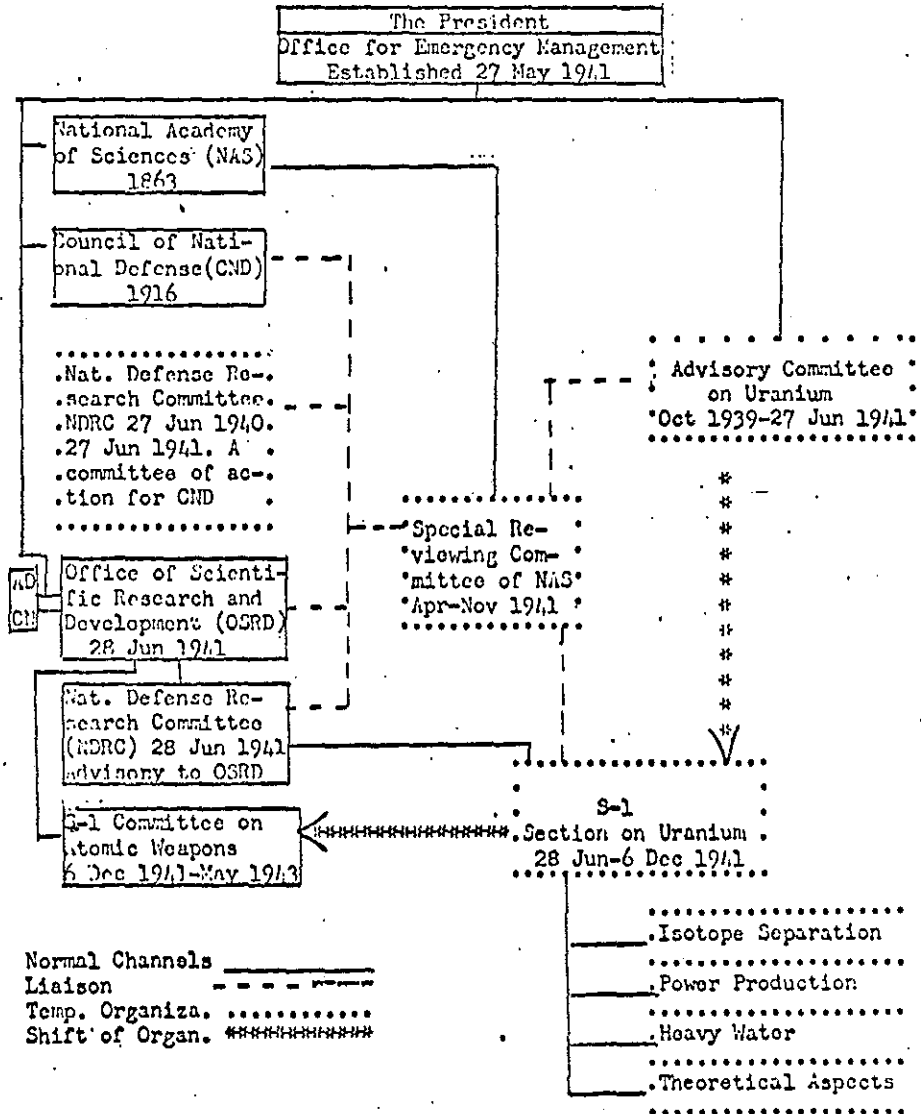 The President
Office for Emergency Management
Established 27 May 1941
National Academy
of Sciences (NAS)
1863
Council of Nati-
onal Defense(CND)
1916
Nat. Defense Re-
search Committee
NDRC 27 Jun 1940
27 Jun 1941. A
committee of ac-
tion for CND
Advisory Committee
on Uranium
Oct 1939-27 Jun 1941
Special Re-
viewing Com-
mittee of NAS
Apr-Nov 1941
AD
CM
Office of Scienti-
fic Research and
Development (OSRD)
28 Jun 1941
Nat. Defense Re-
search Committee
(NDRC) 28 Jun 1941
advisory to OSRD
S-1 Committee on
Atomic Weapons
6 Dec 1941-May 1943
S-1
Section on Uranium
28 Jun-6 Dec 1941
Isotope Separation
Power Production
Heavy Water
Theoretical Aspects
Normal Channels
Liaison
Temp. Organiza.
Shift of Organ.